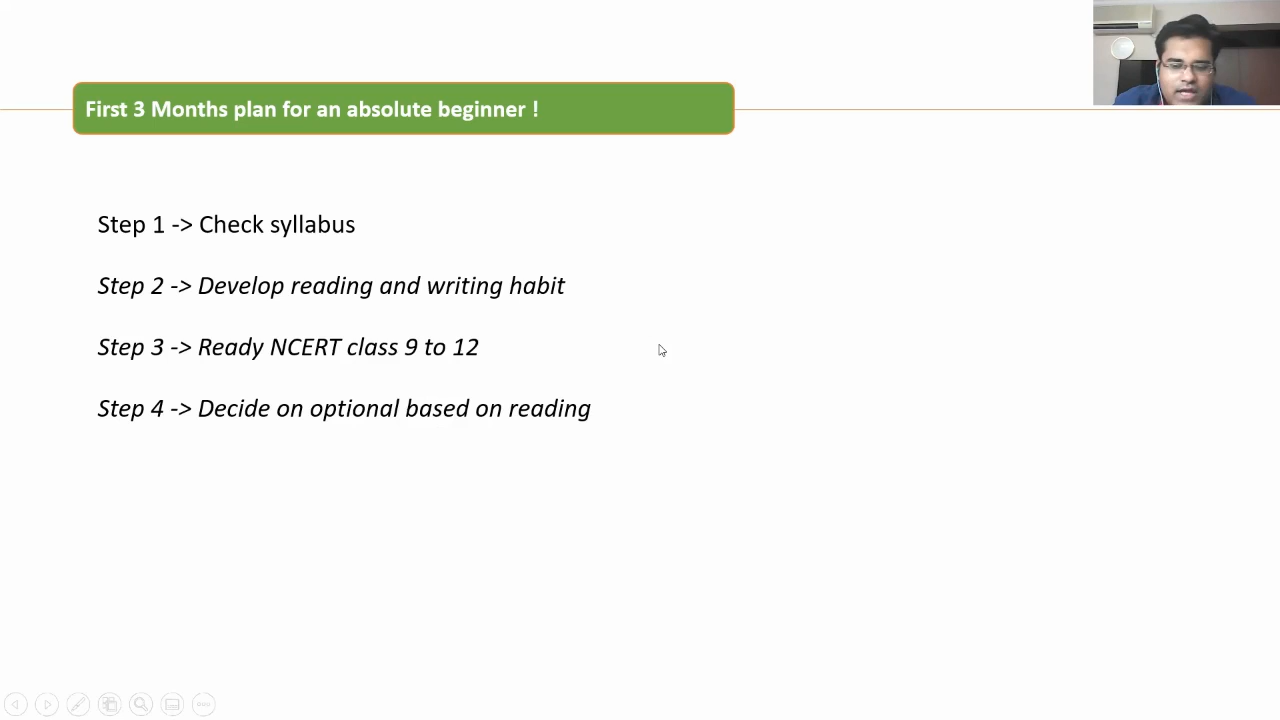 First 3 Months plan for an absolute beginner !
Step 1 -> Check syllabus
Step 2 -> Develop reading and writing habit
Step 3 -> Ready NCERT class 9 to 12
Step 4 -> Decide on optional based on reading